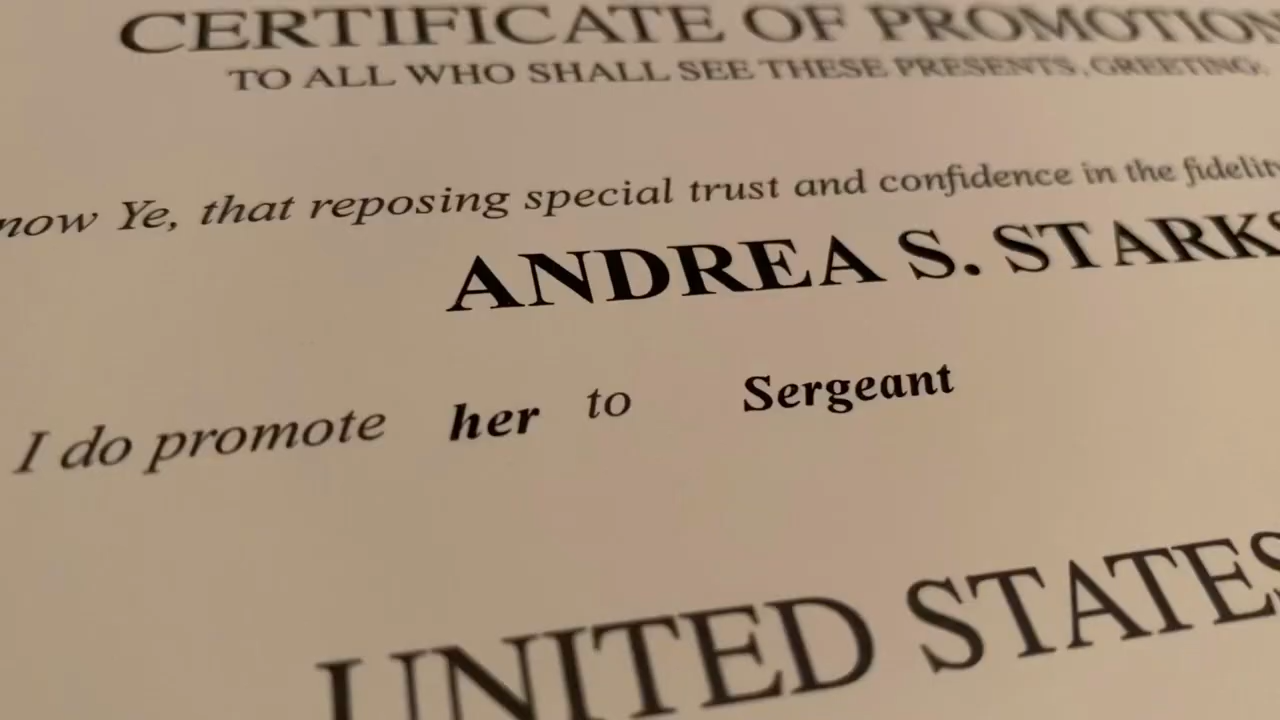 CERTIFICATE OF PROMOTION
TO ALL WHO SHALL SEE THESE PRESENTS, GREETING:
now Ye, that reposing special trust and confidence in the fidelity
ANDREA S. STARKS
I do promote her to Sergeant
UNITED STATES